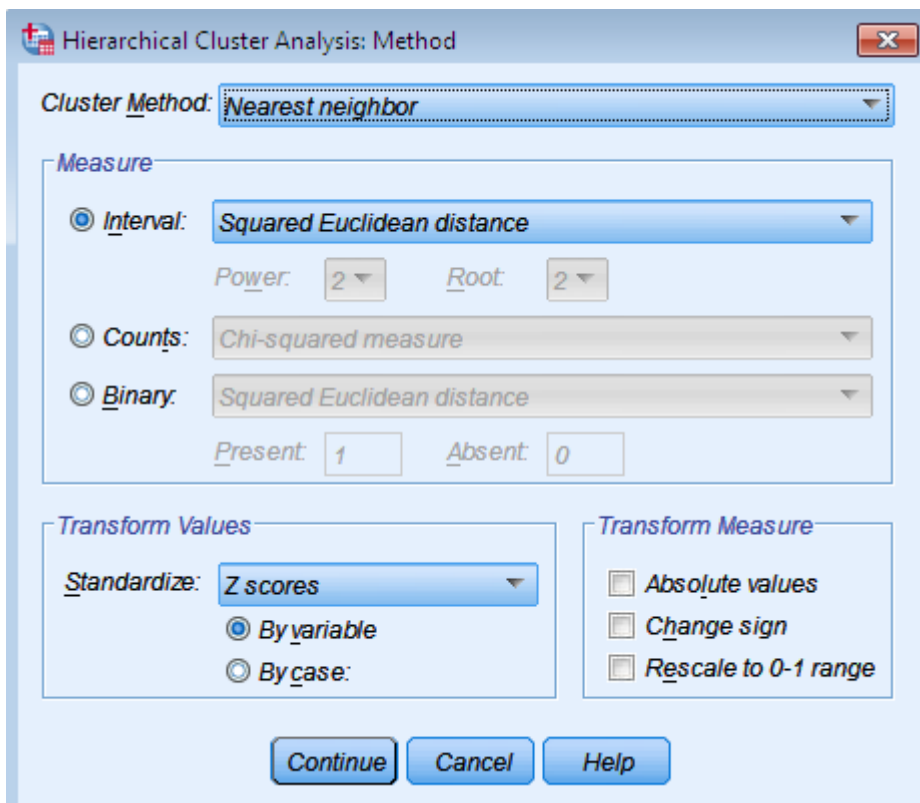 Hierarchical Cluster Analysis: Method
Cluster Method: Nearest neighbor
Measure
Interval: Squared Euclidean distance
Power: 2 Root: 2
Counts: Chi-squared measure
Binary: Squared Euclidean distance
Present: 1 Absent: 0
Transform Values
Standardize: Z scores
By variable
By case:
Transform Measure
Absolute values
Change sign
Rescale to 0-1 range
Continue Cancel Help